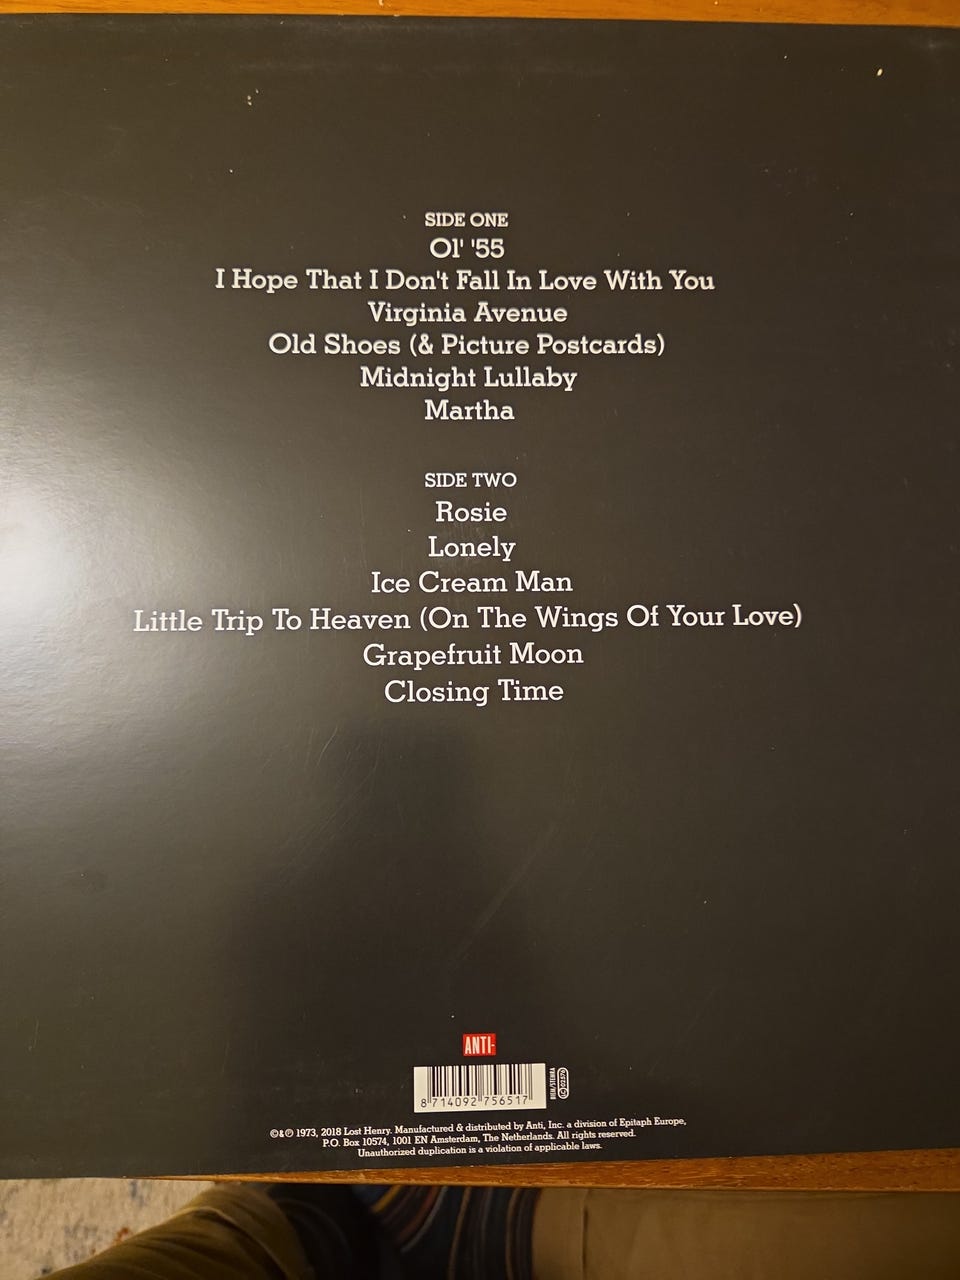 SIDE ONE
Ol' '55
I Hope That I Don't Fall In Love With You
Virginia Avenue
Old Shoes (& Picture Postcards)
Midnight Lullaby
Martha
SIDE TWO
Rosie
Lonely
Ice Cream Man
Little Trip To Heaven (On The Wings Of Your Love)
Grapefruit Moon
Closing Time
ANTI-
8 714092 756517
BIEM/STEMRA
©&℗ 1973, 2018 Lost Henry. Manufactured & distributed by Anti, Inc. a division of Epitaph Europe,
P.O. Box 10574, 1001 EN Amsterdam, The Netherlands. All rights reserved.
Unauthorized duplication is a violation of applicable laws.